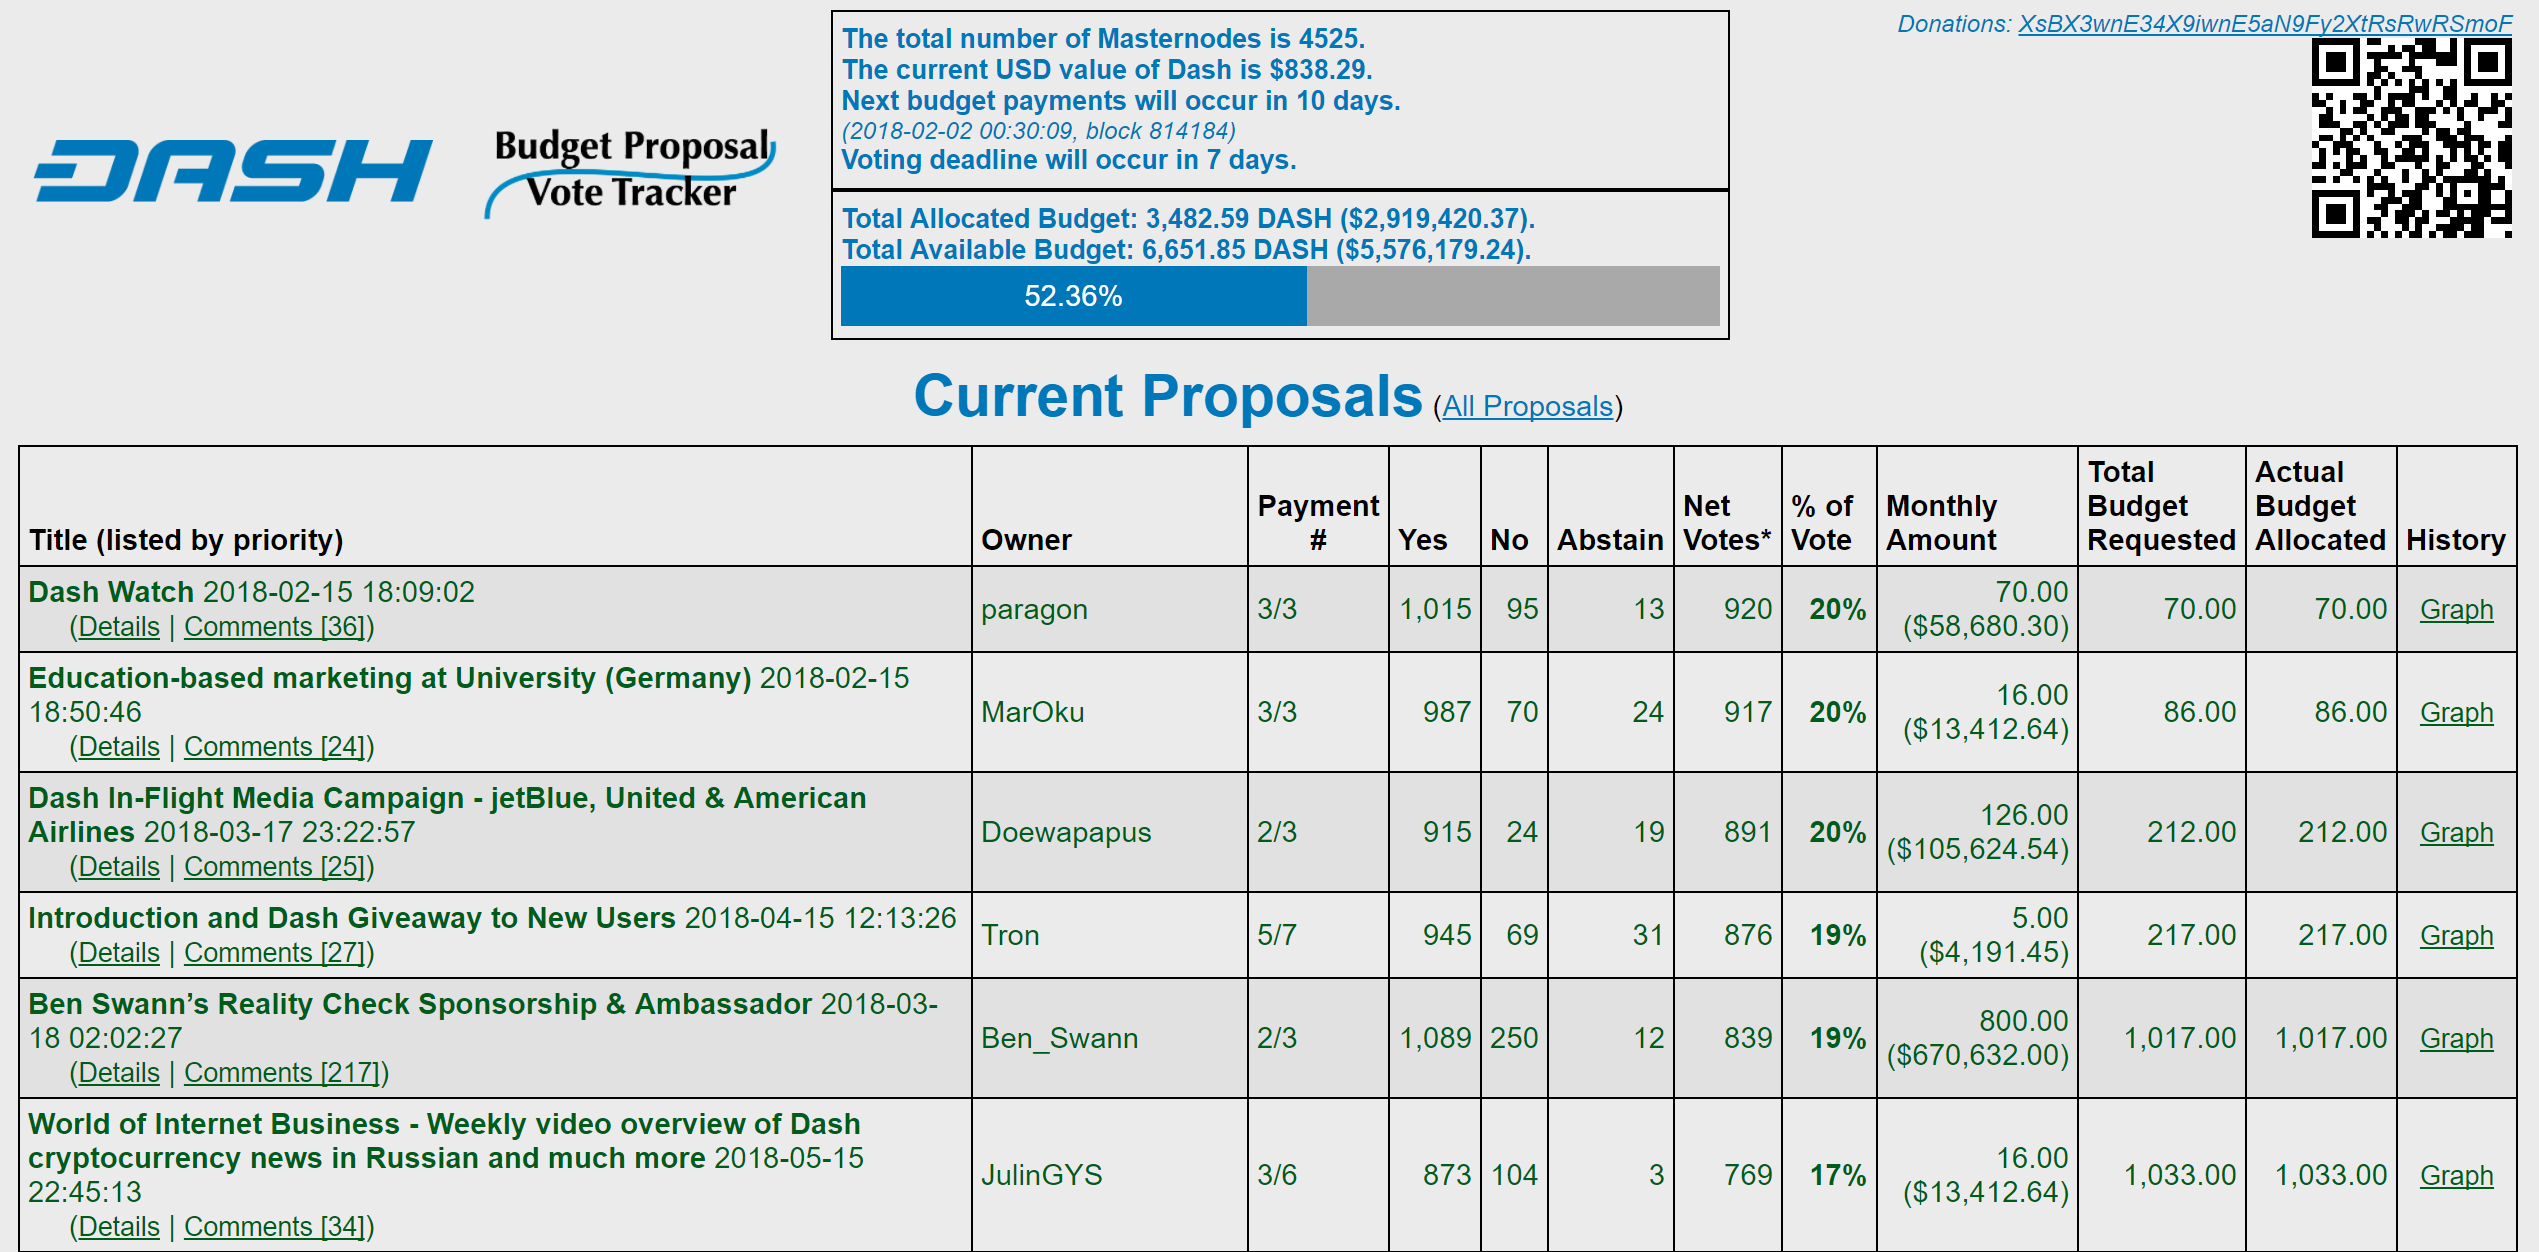 DASH
Budget Proposal
Vote Tracker
The total number of Masternodes is 4525.
The current USD value of Dash is $838.29.
Next budget payments will occur in 10 days.
(2018-02-02 00:30:09, block 814184)
Voting deadline will occur in 7 days.
Total Allocated Budget: 3,482.59 DASH ($2,919,420.37).
Total Available Budget: 6,651.85 DASH ($5,576,179.24).
52.36%
Donations: XsBX3wnE34X9iwnE5aN9Fy2XtRsRwRSmoF
Current Proposals (All Proposals)
Title (listed by priority) Owner Payment # Yes No Abstain Net Votes* % of Vote Monthly Amount Total Budget Requested Actual Budget Allocated History
Dash Watch 2018-02-15 18:09:02
(Details | Comments [36])
paragon 3/3 1,015 95 13 920 20% 70.00 ($58,680.30) 70.00 70.00 Graph
Education-based marketing at University (Germany) 2018-02-15
18:50:46
(Details | Comments [24])
MarOku 3/3 987 70 24 917 20% 16.00 ($13,412.64) 86.00 86.00 Graph
Dash In-Flight Media Campaign - jetBlue, United & American
Airlines 2018-03-17 23:22:57
(Details | Comments [25])
Doewapapus 2/3 915 24 19 891 20% 126.00 ($105,624.54) 212.00 212.00 Graph
Introduction and Dash Giveaway to New Users 2018-04-15 12:13:26
(Details | Comments [27])
Tron 5/7 945 69 31 876 19% 5.00 ($4,191.45) 217.00 217.00 Graph
Ben Swann’s Reality Check Sponsorship & Ambassador 2018-03-
18 02:02:27
(Details | Comments [217])
Ben_Swann 2/3 1,089 250 12 839 19% 800.00 ($670,632.00) 1,017.00 1,017.00 Graph
World of Internet Business - Weekly video overview of Dash
cryptocurrency news in Russian and much more 2018-05-15
22:45:13
(Details | Comments [34])
JulinGYS 3/6 873 104 3 769 17% 16.00 ($13,412.64) 1,033.00 1,033.00 Graph